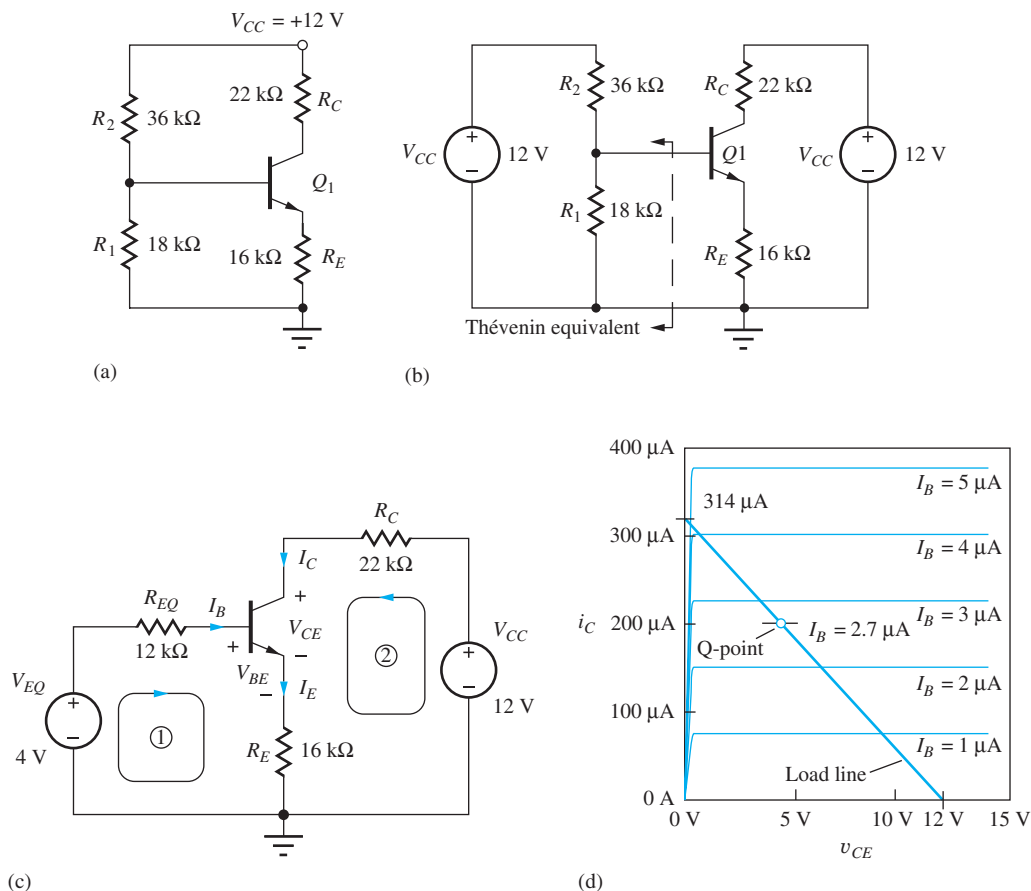 V_CC = +12 V
22 kΩ
R_C
R_2
36 kΩ
Q_1
R_1
18 kΩ
16 kΩ
R_E
(a)
R_2
36 kΩ
R_C
22 kΩ
V_CC
12 V
Q1
V_CC
12 V
R_1
18 kΩ
R_E
16 kΩ
Thévenin equivalent
(b)
R_C
I_C
22 kΩ
R_EQ
I_B
+
V_CE
12 kΩ
+
−
V_BE
−
I_E
V_EQ
+
−
4 V
①
②
V_CC
+
−
12 V
R_E
16 kΩ
(c)
400 µA
I_B = 5 µA
314 µA
300 µA
I_B = 4 µA
I_B = 3 µA
i_C
200 µA
I_B = 2.7 µA
Q-point
I_B = 2 µA
100 µA
I_B = 1 µA
Load line
0 A
0 V
5 V
10 V
12 V
15 V
v_CE
(d)